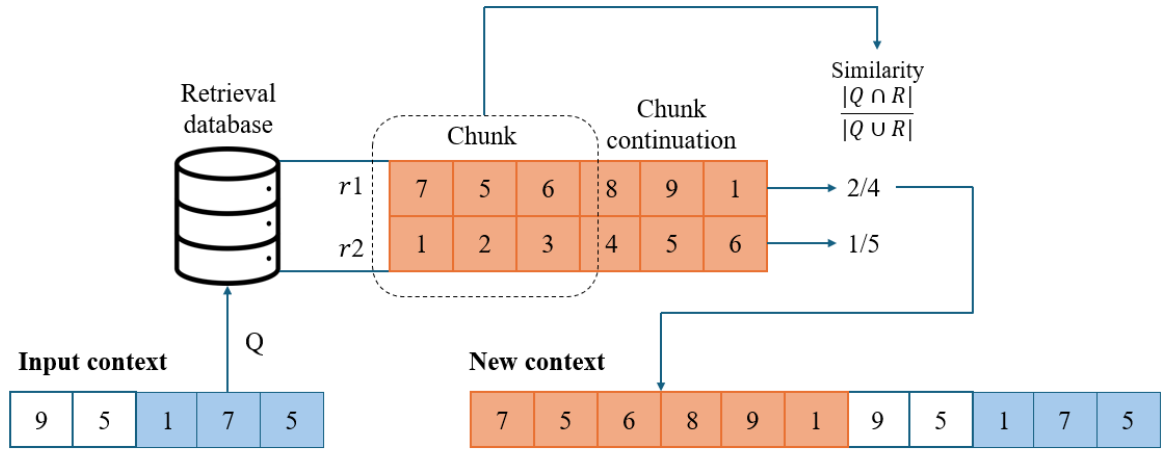 Retrieval
database
Chunk
Chunk
continuation
Similarity
|Q ∩ R|
|Q ∪ R|
r1
7 5 6 8 9 1
2/4
r2
1 2 3 4 5 6
1/5
Q
Input context
9 5 1 7 5
New context
7 5 6 8 9 1 9 5 1 7 5